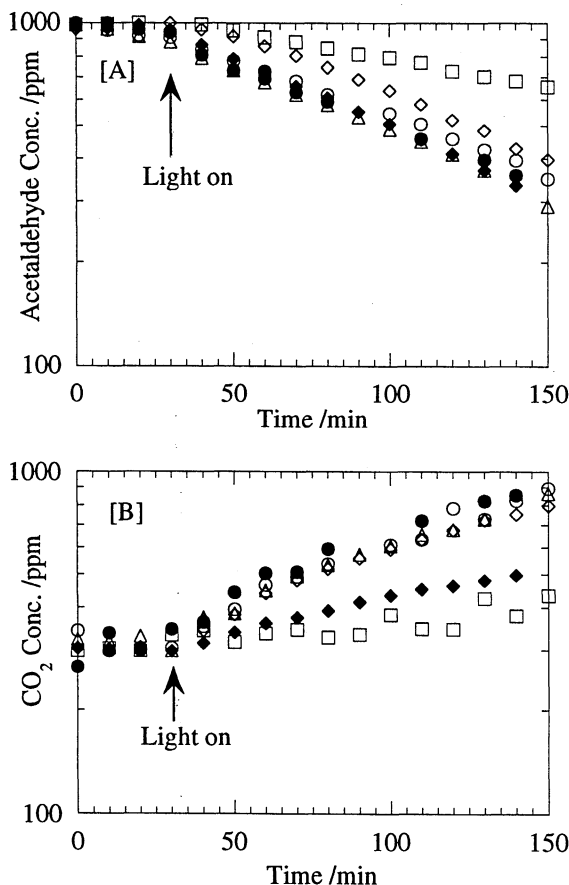 1000
[A]
Acetaldehyde Conc. /ppm
Light on
100
0 50 100 150
Time /min
1000
[B]
CO₂ Conc. /ppm
Light on
100
0 50 100 150
Time /min